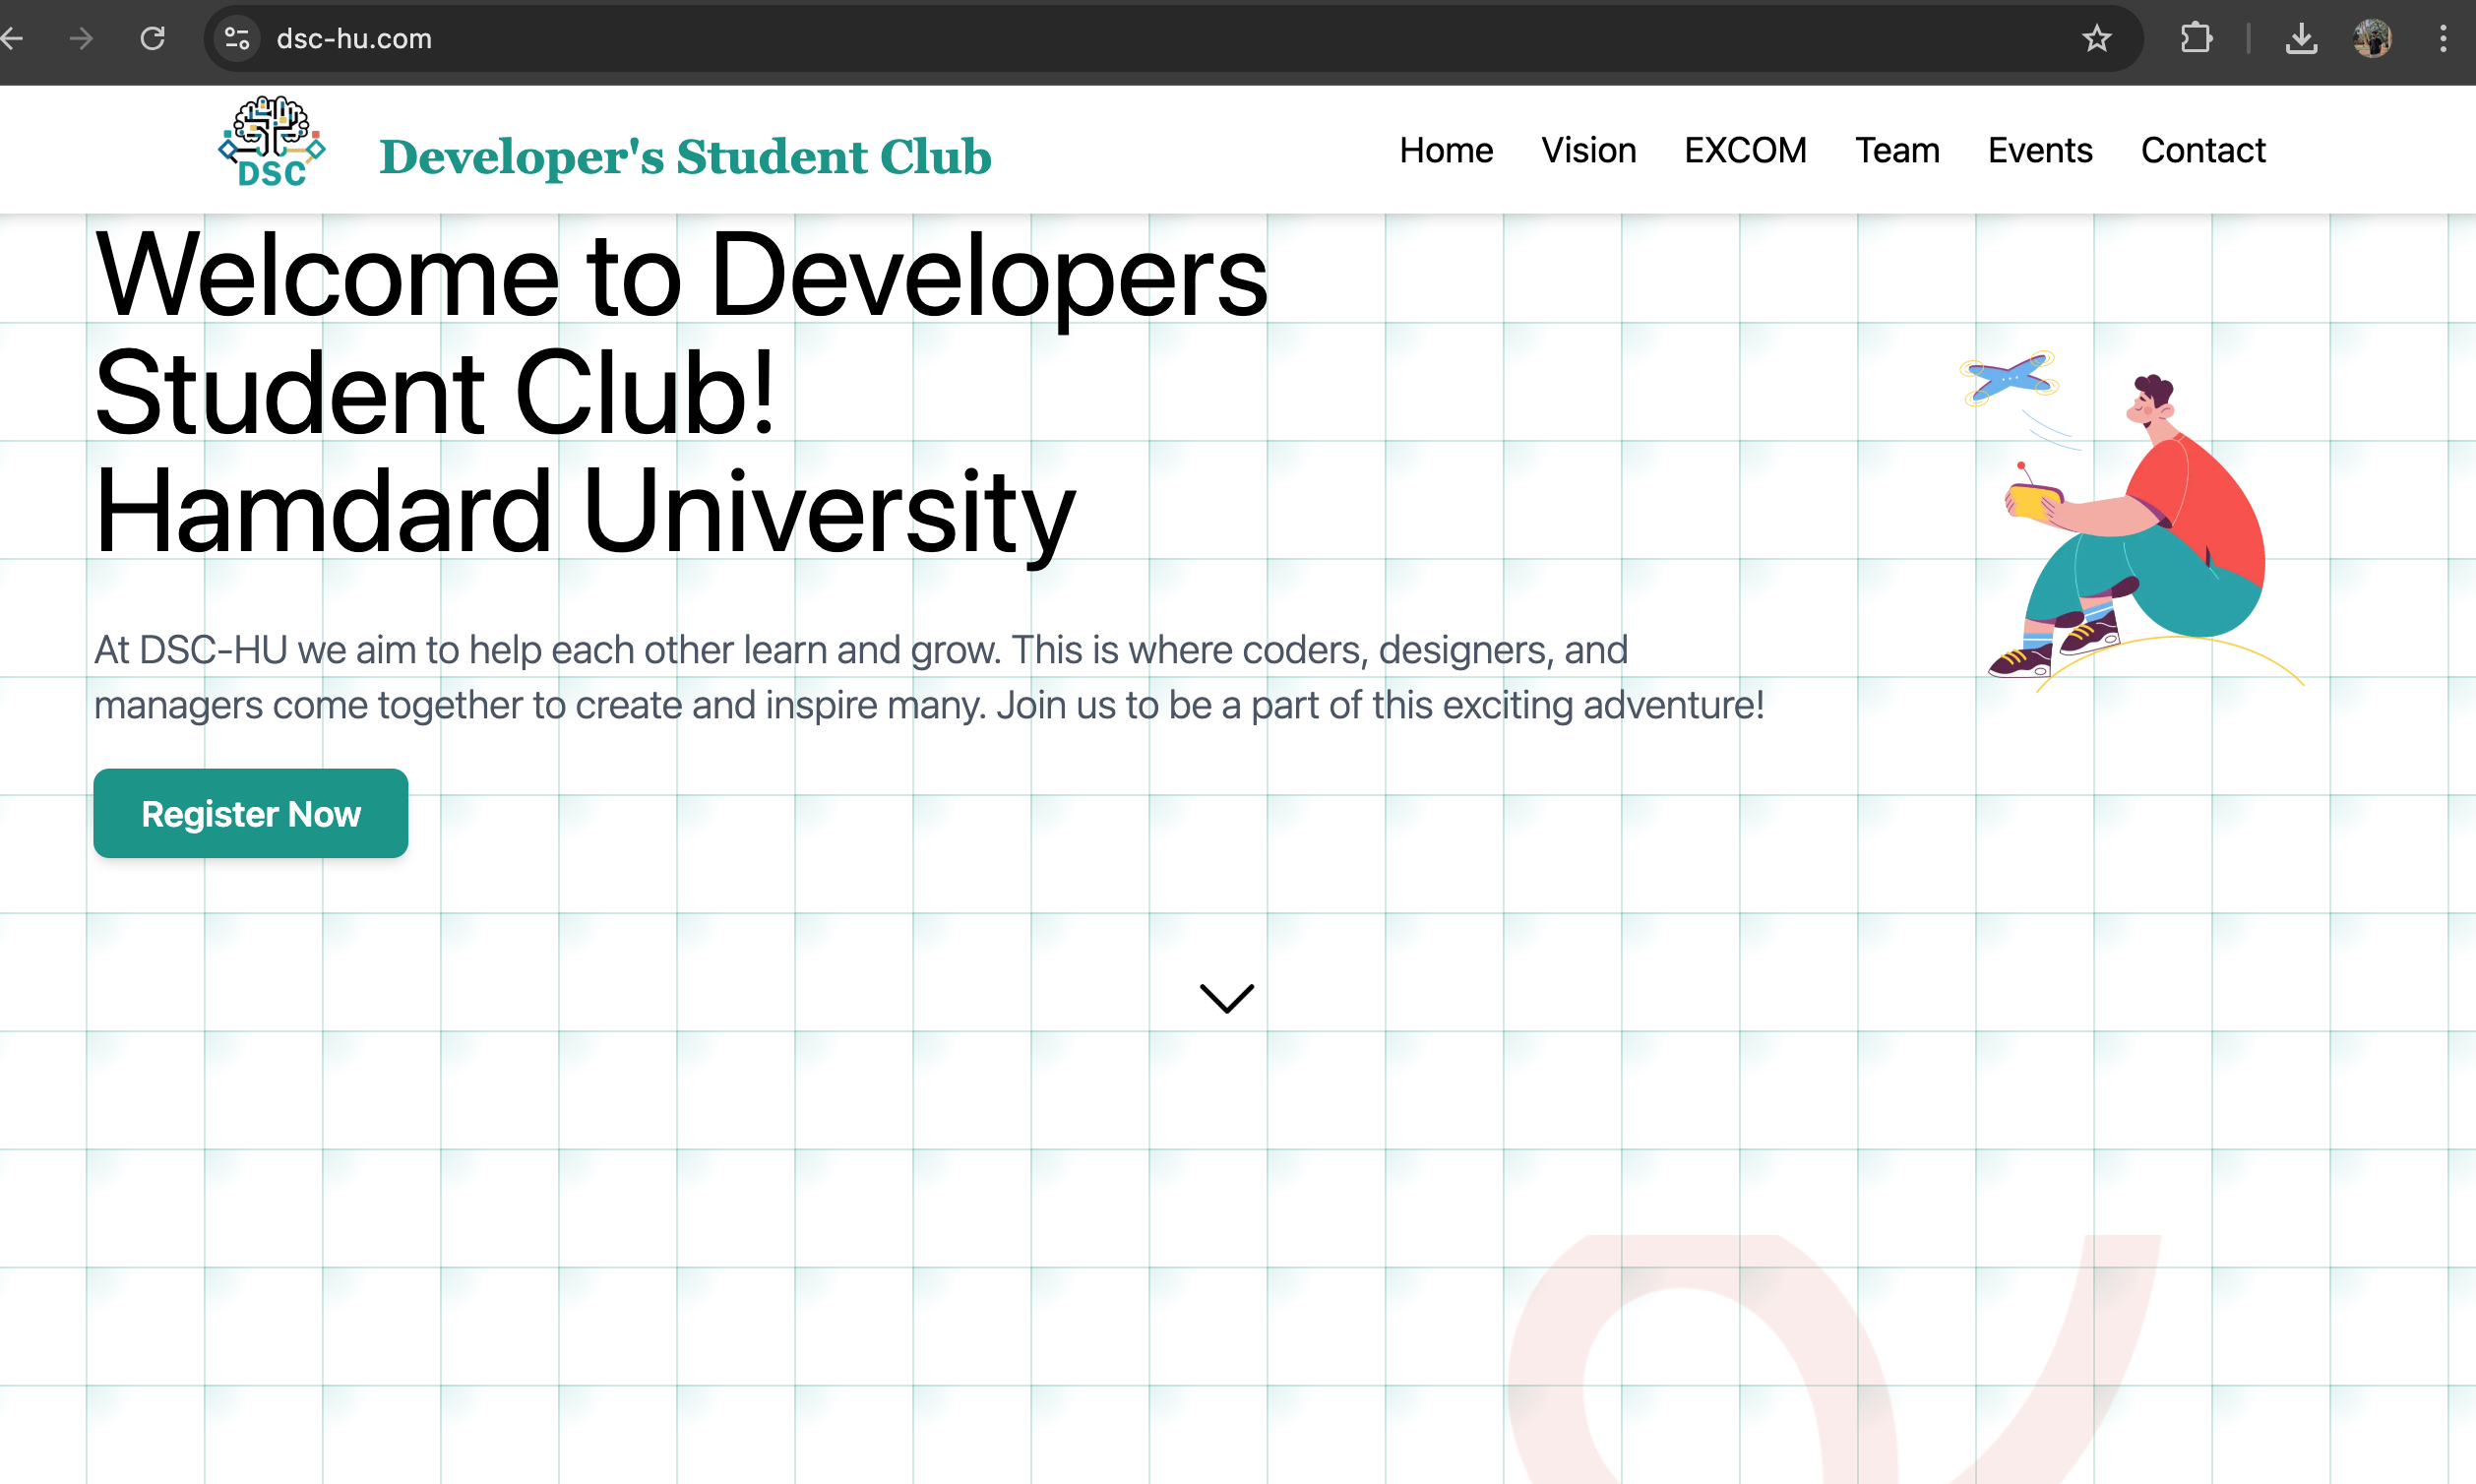 dsc-hu.com
DSC
Developer's Student Club
Home Vision EXCOM Team Events Contact
Welcome to Developers
Student Club!
Hamdard University
At DSC-HU we aim to help each other learn and grow. This is where coders, designers, and
managers come together to create and inspire many. Join us to be a part of this exciting adventure!
Register Now